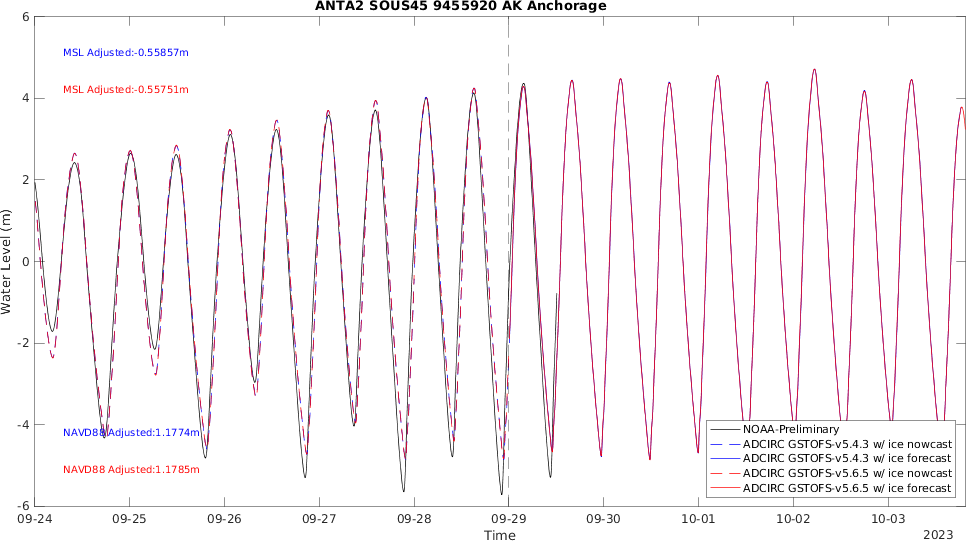 ANTA2 SOUS45 9455920 AK Anchorage
6
4
2
0
-2
-4
-6
Water Level (m)
MSL Adjusted:-0.55857m
MSL Adjusted:-0.55751m
NAVD88 Adjusted:1.1774m
NAVD88 Adjusted:1.1785m
NOAA-Preliminary
ADCIRC GSTOFS-v5.4.3 w/ ice nowcast
ADCIRC GSTOFS-v5.4.3 w/ ice forecast
ADCIRC GSTOFS-v5.6.5 w/ ice nowcast
ADCIRC GSTOFS-v5.6.5 w/ ice forecast
09-24 09-25 09-26 09-27 09-28 09-29 09-30 10-01 10-02 10-03
Time
2023